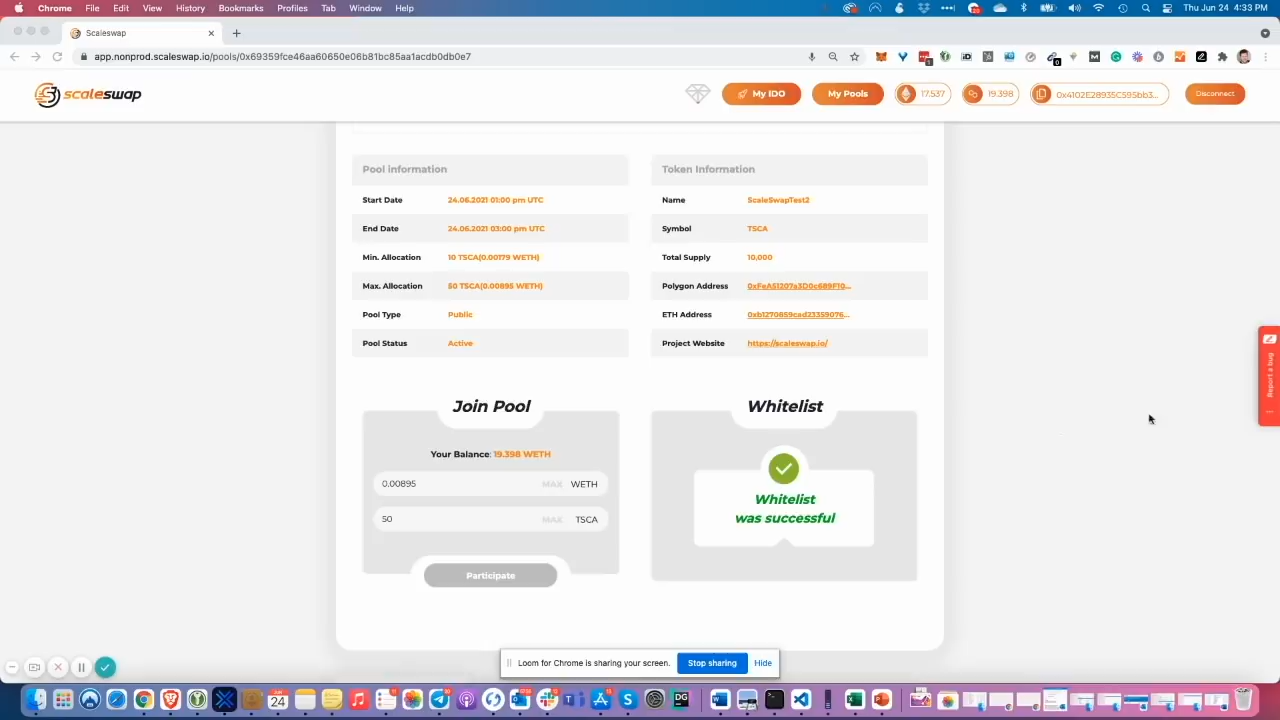 Chrome File Edit View History Bookmarks Profiles Tab Window Help Thu Jun 24 4:33 PM
Scaleswap
app.nonprod.scaleswap.io/pools/0x69359fce46aa60650e06b81bc85aa1acdb0db0e7
scaleswap My IDO My Pools 17.537 19.398 0x4102E28935C595bb3... Disconnect
Pool information
Start Date 24.06.2021 01:00 pm UTC
End Date 24.06.2021 03:00 pm UTC
Min. Allocation 10 TSCA(0.00179 WETH)
Max. Allocation 50 TSCA(0.00895 WETH)
Pool Type Public
Pool Status Active
Token Information
Name ScaleSwapTest2
Symbol TSCA
Total Supply 10,000
Polygon Address 0xFeA51207a3D0c689F10...
ETH Address 0xb1270859cad23359076...
Project Website https://scaleswap.io/
Join Pool
Your Balance: 19.398 WETH
0.00895 MAX WETH
50 MAX TSCA
Participate
Whitelist
Whitelist
was successful
Report a bug
Loom for Chrome is sharing your screen. Stop sharing Hide